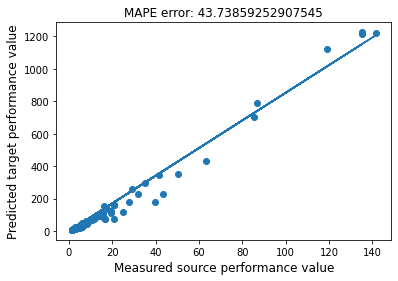 MAPE error: 43.73859252907545
Predicted target performance value
1200
1000
800
600
400
200
0
0 20 40 60 80 100 120 140
Measured source performance value